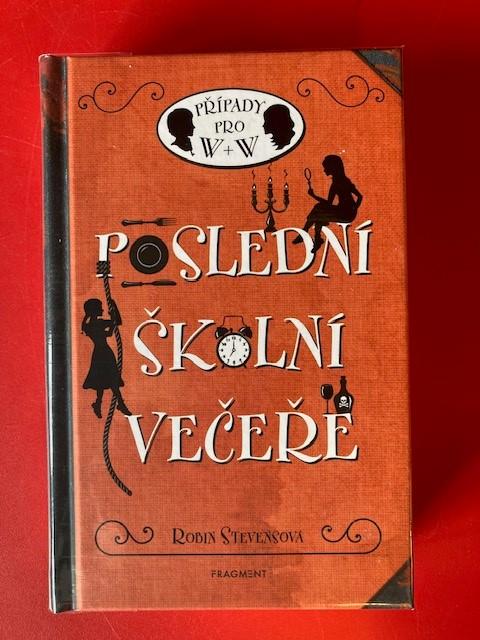 PŘÍPADY
PRO
W+W
POSLEDNÍ
ŠKOLNÍ
VEČEŘE
ROBIN STEVENSOVÁ
FRAGMENT